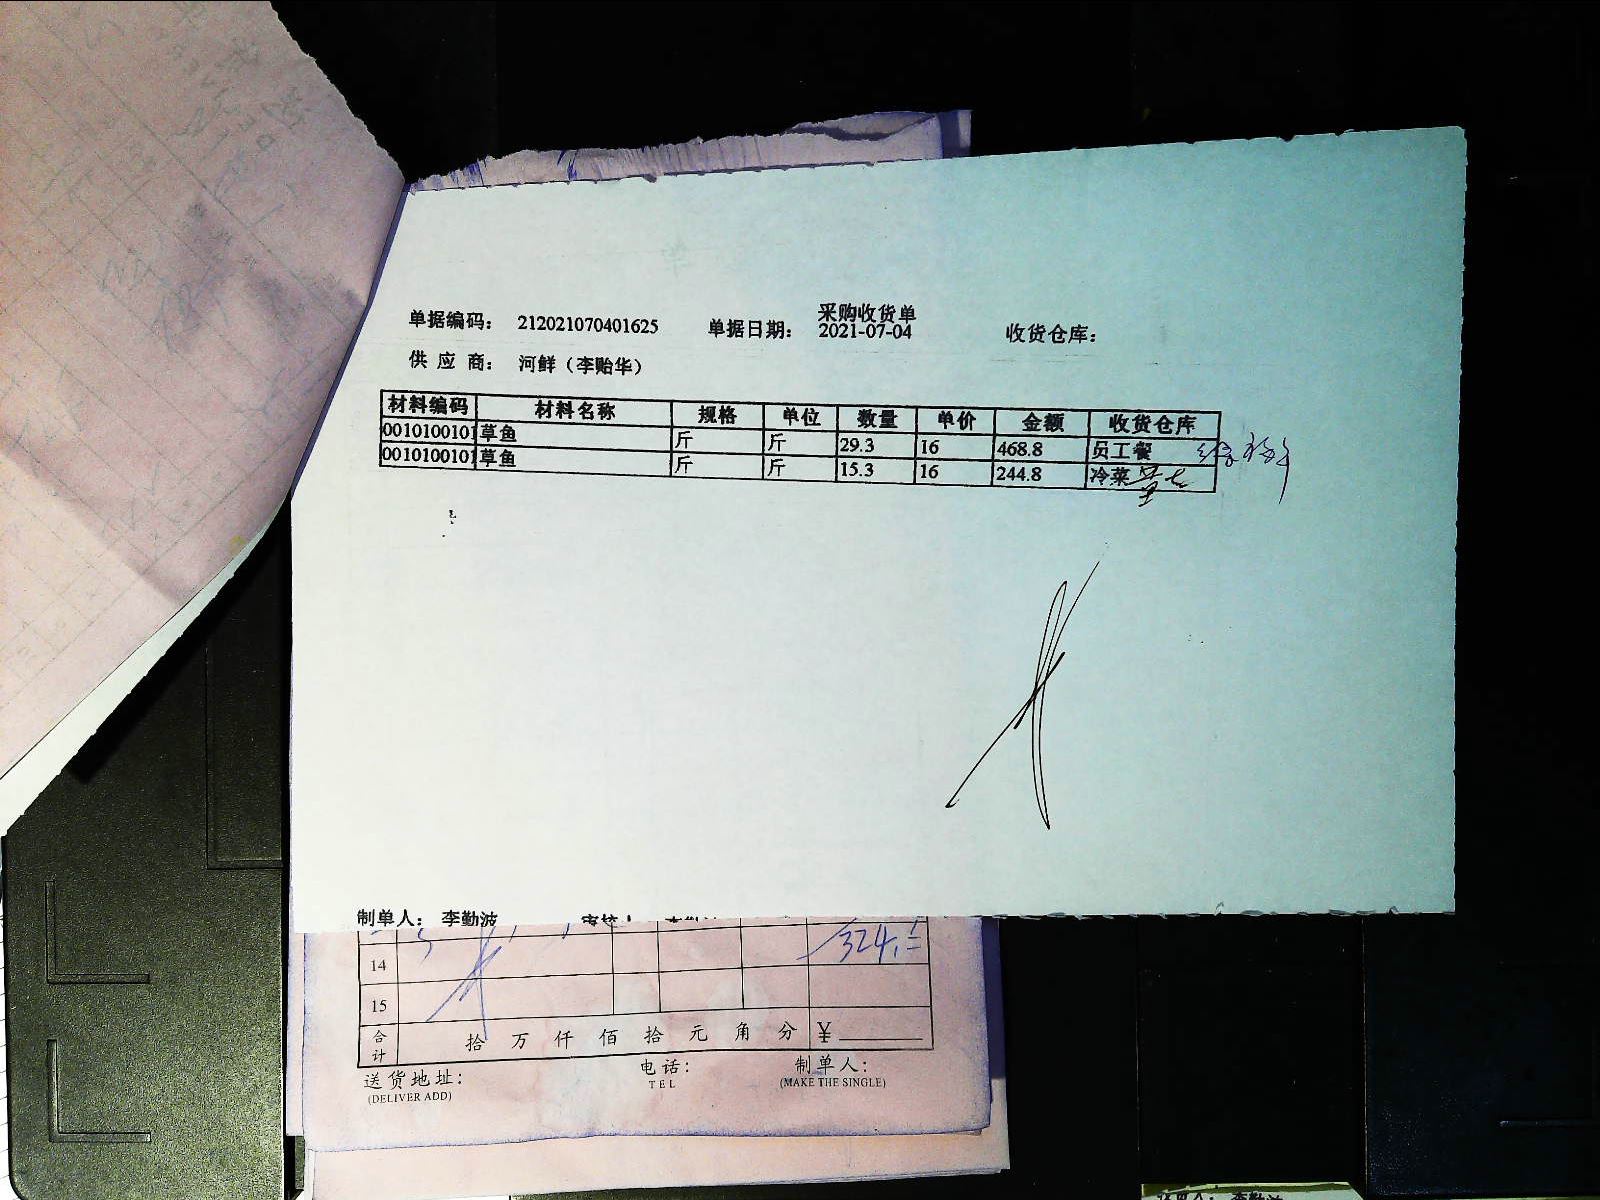 采购收货单
单据编码： 212021070401625 单据日期： 2021-07-04 收货仓库：
供 应 商： 河鲜（李贻华）
材料编码 材料名称 规格 单位 数量 单价 金额 收货仓库
0010100101 草鱼 斤 斤 29.3 16 468.8 员工餐
0010100101 草鱼 斤 斤 15.3 16 244.8 冷菜
制单人： 李勤波 审核人
324.
14
15
合计 拾 万 仟 佰 拾 元 角 分 ¥
送货地址： 电话： 制单人：
(DELIVER ADD) TEL (MAKE THE SINGLE)